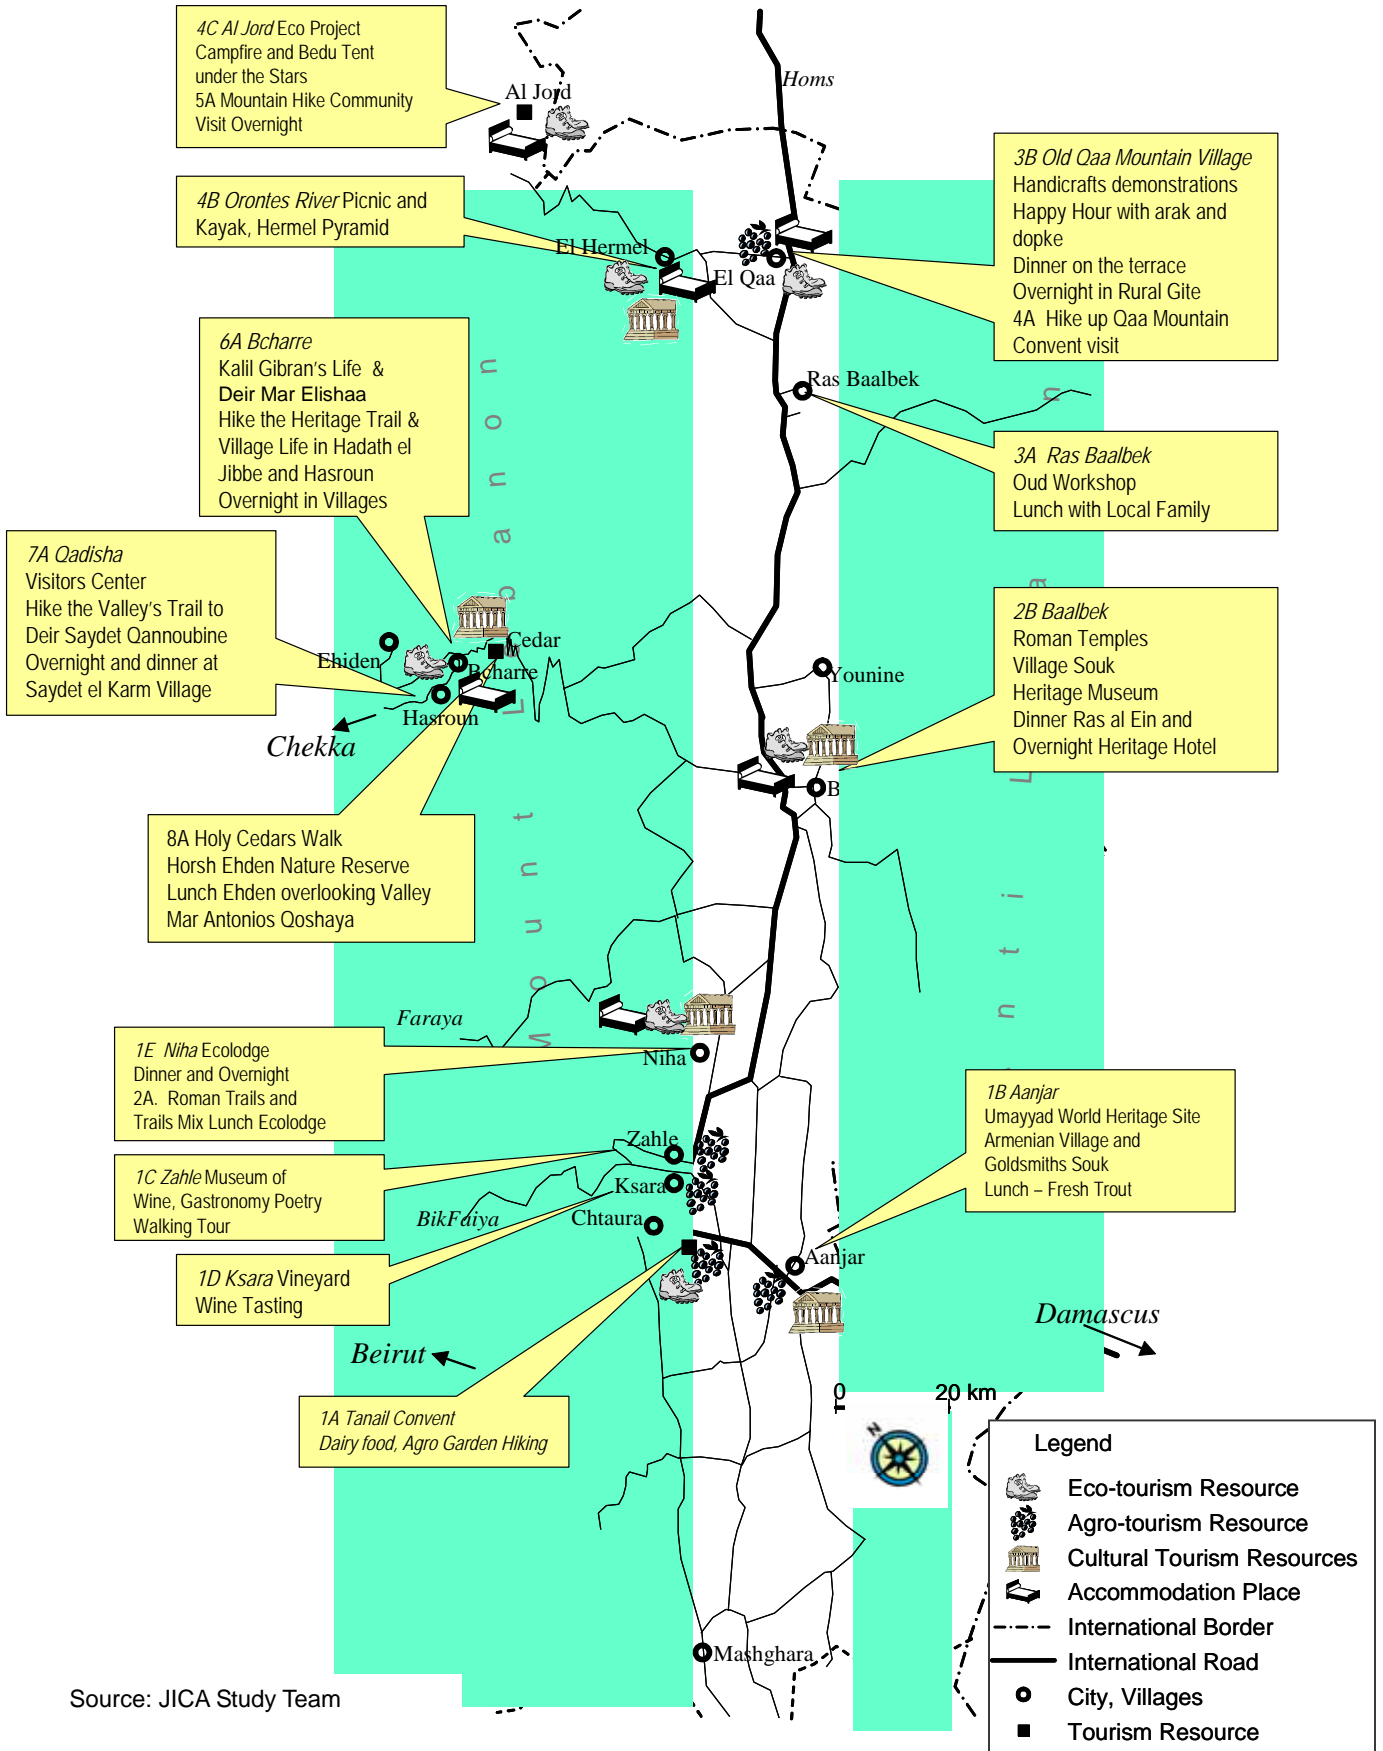 4C Al Jord Eco Project
Campfire and Bedu Tent
under the Stars
5A Mountain Hike Community
Visit Overnight
Al Jord
Homs
4B Orontes River Picnic and
Kayak, Hermel Pyramid
El Hermel
El Qaa
3B Old Qaa Mountain Village
Handicrafts demonstrations
Happy Hour with arak and
dopke
Dinner on the terrace
Overnight in Rural Gite
4A Hike up Qaa Mountain
Convent visit
6A Bcharre
Kalil Gibran's Life &
Deir Mar Elishaa
Hike the Heritage Trail &
Village Life in Hadath el
Jibbe and Hasroun
Overnight in Villages
Ras Baalbek
3A Ras Baalbek
Oud Workshop
Lunch with Local Family
7A Qadisha
Visitors Center
Hike the Valley's Trail to
Deir Saydet Qannoubine
Overnight and dinner at
Saydet el Karm Village
Ehiden
Cedar
Bcharre
Hasroun
Chekka
Younine
2B Baalbek
Roman Temples
Village Souk
Heritage Museum
Dinner Ras al Ein and
Overnight Heritage Hotel
B
8A Holy Cedars Walk
Horsh Ehden Nature Reserve
Lunch Ehden overlooking Valley
Mar Antonios Qoshaya
Mount Lebanon
nti L a n
Faraya
Niha
1E Niha Ecolodge
Dinner and Overnight
2A. Roman Trails and
Trails Mix Lunch Ecolodge
Zahle
1C Zahle Museum of
Wine, Gastronomy Poetry
Walking Tour
Ksara
BikFaiya
Chtaura
1D Ksara Vineyard
Wine Tasting
1B Aanjar
Umayyad World Heritage Site
Armenian Village and
Goldsmiths Souk
Lunch – Fresh Trout
Aanjar
Damascus
Beirut
1A Tanail Convent
Dairy food, Agro Garden Hiking
0 20 km
N
Legend
Eco-tourism Resource
Agro-tourism Resource
Cultural Tourism Resources
Accommodation Place
International Border
International Road
City, Villages
Tourism Resource
Mashghara
Source: JICA Study Team